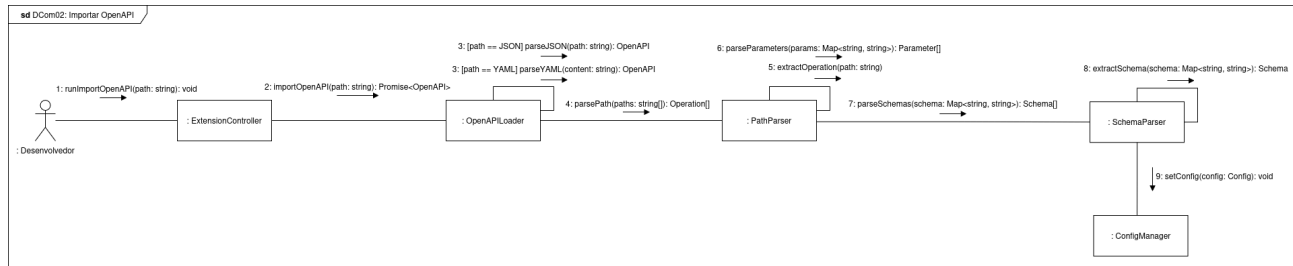 sd DCom02: Importar OpenAPI
3: [path == JSON] parseJSON(path: string): OpenAPI
6: parseParameters(params: Map<string, string>): Parameter[]
3: [path == YAML] parseYAML(content: string): OpenAPI
5: extractOperation(path: string)
8: extractSchema(schema: Map<string, string>): Schema
1: runImportOpenAPI(path: string): void
2: importOpenAPI(path: string): Promise<OpenAPI>
4: parsePath(paths: string[]): Operation[]
7: parseSchemas(schema: Map<string, string>): Schema[]
: ExtensionController
: OpenAPILoader
: PathParser
: SchemaParser
: Desenvolvedor
9: setConfig(config: Config): void
: ConfigManager